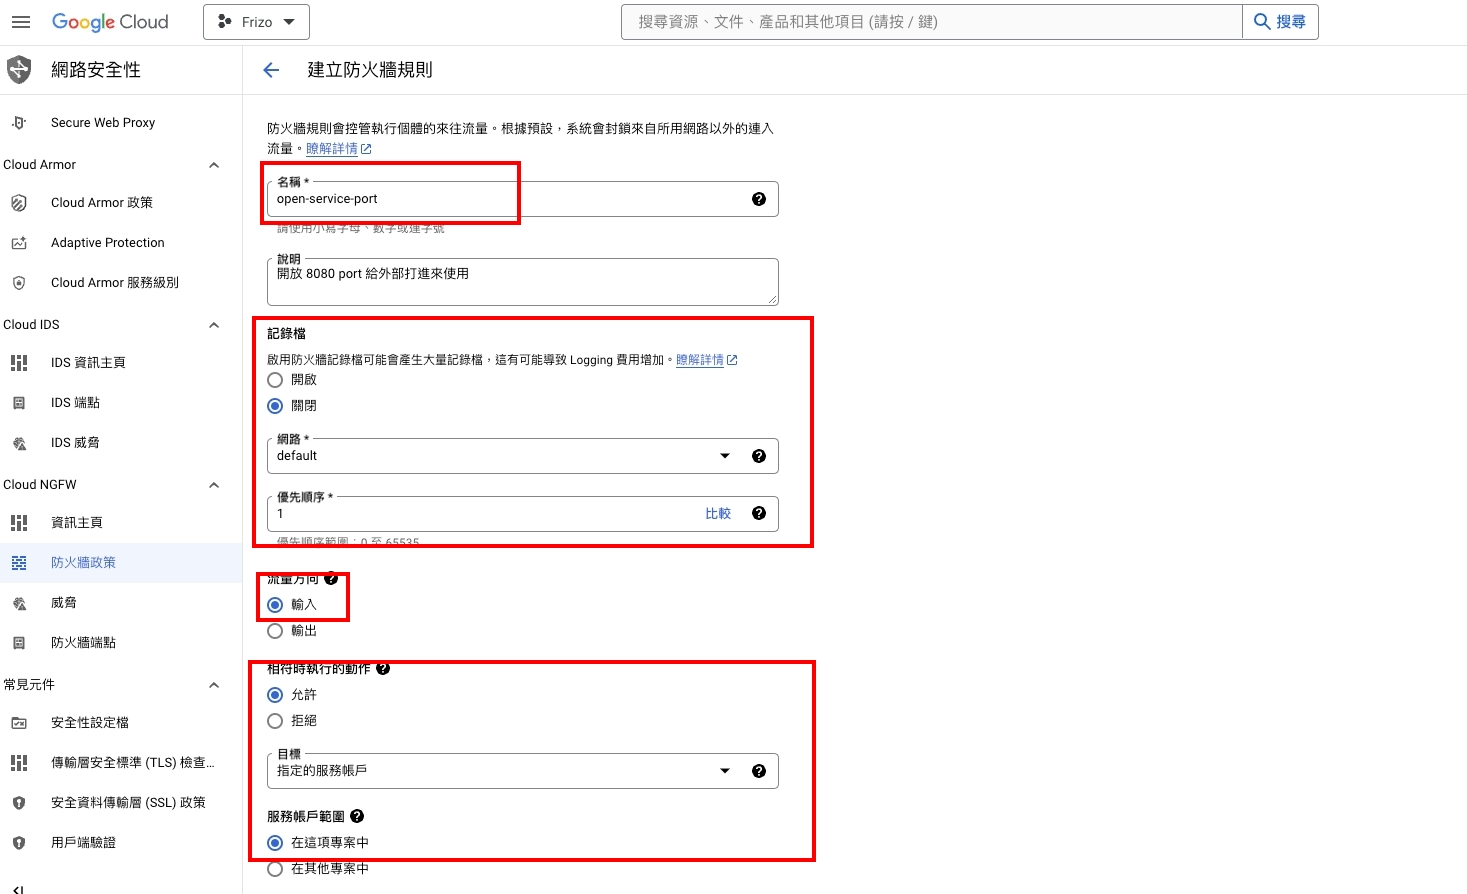 Google Cloud
Frizo
搜尋資源、文件、產品和其他項目 (請按 / 鍵)
搜尋
網路安全性
建立防火牆規則
Secure Web Proxy
Cloud Armor
Cloud Armor 政策
Adaptive Protection
Cloud Armor 服務級別
Cloud IDS
IDS 資訊主頁
IDS 端點
IDS 威脅
Cloud NGFW
資訊主頁
防火牆政策
威脅
防火牆端點
常見元件
安全性設定檔
傳輸層安全標準 (TLS) 檢查...
安全資料傳輸層 (SSL) 政策
用戶端驗證
防火牆規則會控管執行個體的來往流量。根據預設，系統會封鎖來自所用網路以外的連入
流量。瞭解詳情
名稱 *
open-service-port
請使用小寫字母、數字或連字號
說明
開放 8080 port 給外部打進來使用
記錄檔
啟用防火牆記錄檔可能會產生大量記錄檔，這有可能導致 Logging 費用增加。瞭解詳情
開啟
關閉
網路 *
default
優先順序 *
1
比較
優先順序範圍：0 至 65535
流量方向
輸入
輸出
相符時執行的動作
允許
拒絕
目標
指定的服務帳戶
服務帳戶範圍
在這項專案中
在其他專案中